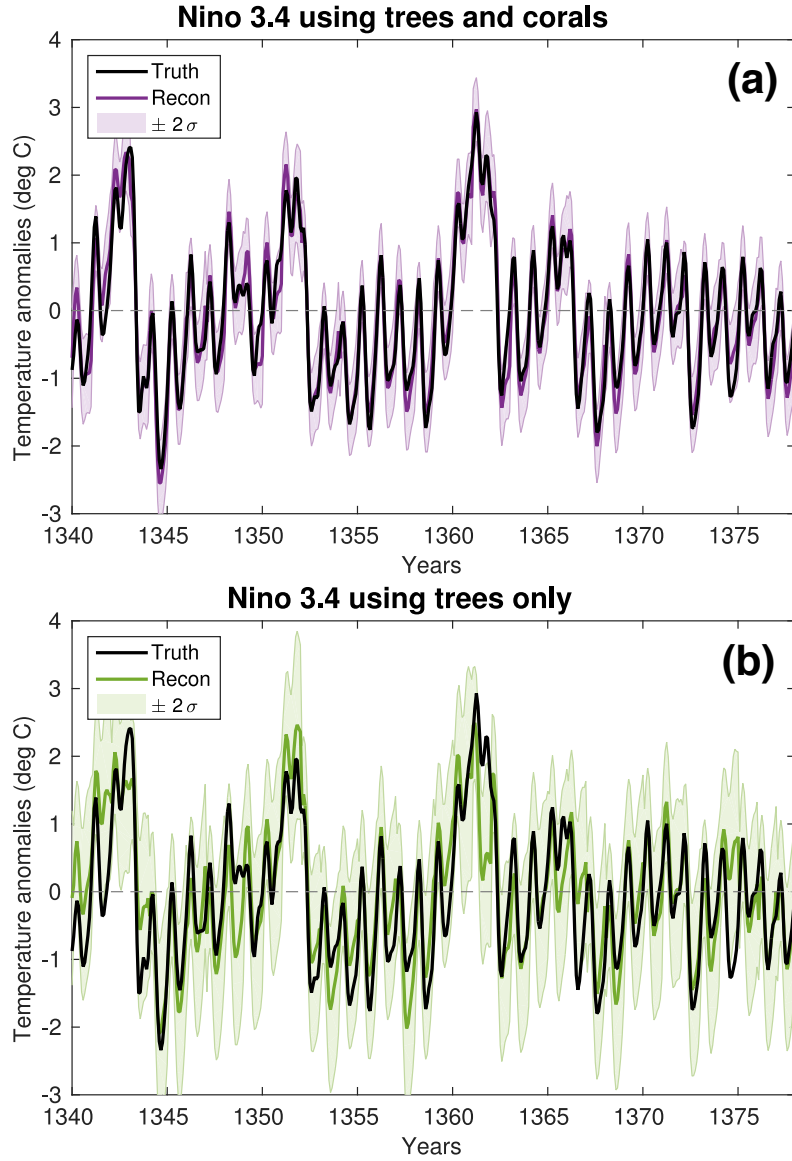 Nino 3.4 using trees and corals
(a)
Truth
Recon
± 2 σ
Temperature anomalies (deg C)
4
3
2
1
0
-1
-2
-3
1340 1345 1350 1355 1360 1365 1370 1375
Years
Nino 3.4 using trees only
(b)
Truth
Recon
± 2 σ
Temperature anomalies (deg C)
4
3
2
1
0
-1
-2
-3
1340 1345 1350 1355 1360 1365 1370 1375
Years